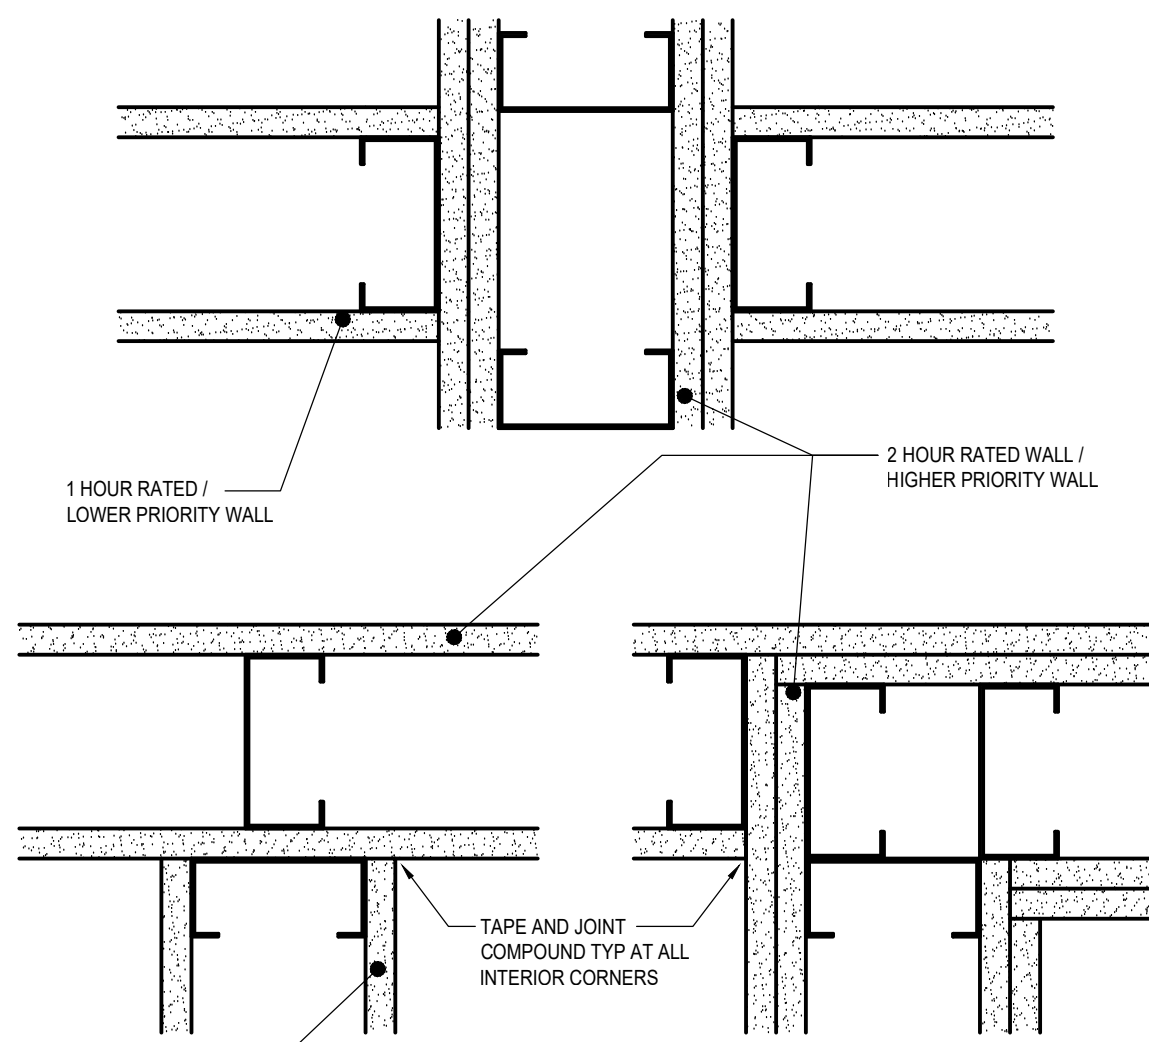 1 HOUR RATED /
LOWER PRIORITY WALL
2 HOUR RATED WALL /
HIGHER PRIORITY WALL
TAPE AND JOINT
COMPOUND TYP AT ALL
INTERIOR CORNERS